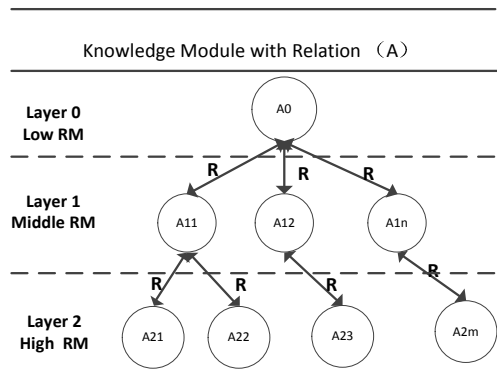 Knowledge Module with Relation （A）
Layer 0
Low RM
A0
R R R
Layer 1
Middle RM
A11 A12 A1n
R R R R
Layer 2
High RM
A21 A22 A23 A2m